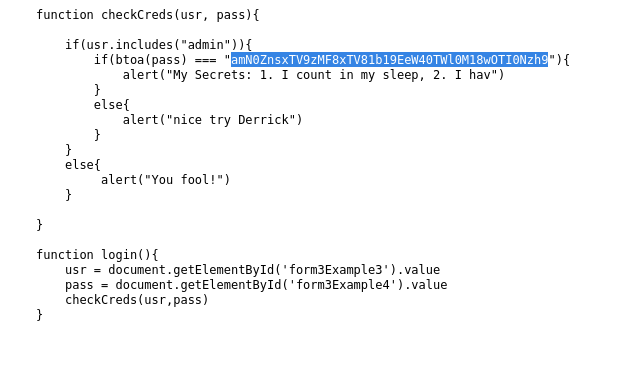 function checkCreds(usr, pass){
if(usr.includes("admin")){
if(btoa(pass) === "amN0ZnsxTV9zMF8xTV81b19EeW40TWl0M18wOTI0Nzh9"){
alert("My Secrets: 1. I count in my sleep, 2. I hav")
}
else{
alert("nice try Derrick")
}
}
else{
alert("You fool!")
}
}
function login(){
usr = document.getElementById('form3Example3').value
pass = document.getElementById('form3Example4').value
checkCreds(usr,pass)
}